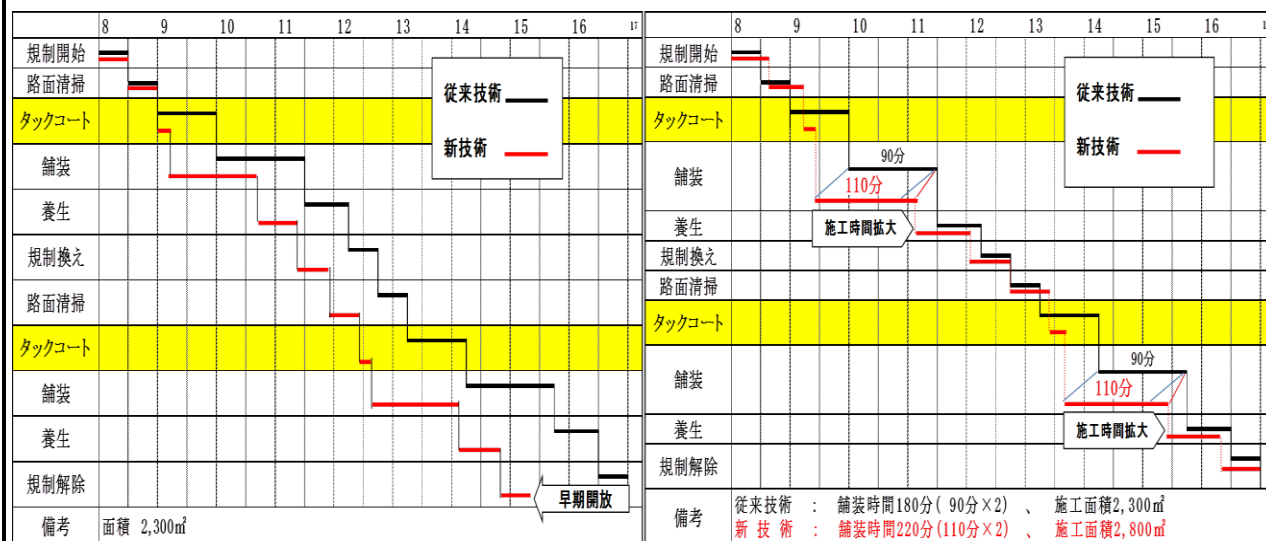 8 9 10 11 12 13 14 15 16 17
規制開始
路面清掃
タックコート
舗装
養生
規制換え
路面清掃
タックコート
舗装
養生
規制解除
備考 面積 2,300㎡
従来技術
新技術
早期開放
8 9 10 11 12 13 14 15 16 1
規制開始
路面清掃
タックコート
舗装
養生
規制換え
路面清掃
タックコート
舗装
養生
規制解除
従来技術
新技術
90分
110分
施工時間拡大
90分
110分
施工時間拡大
備考
従来技術 : 舗装時間180分( 90分×2) 、 施工面積2,300㎡
新 技 術 : 舗装時間220分(110分×2) 、 施工面積2,800㎡